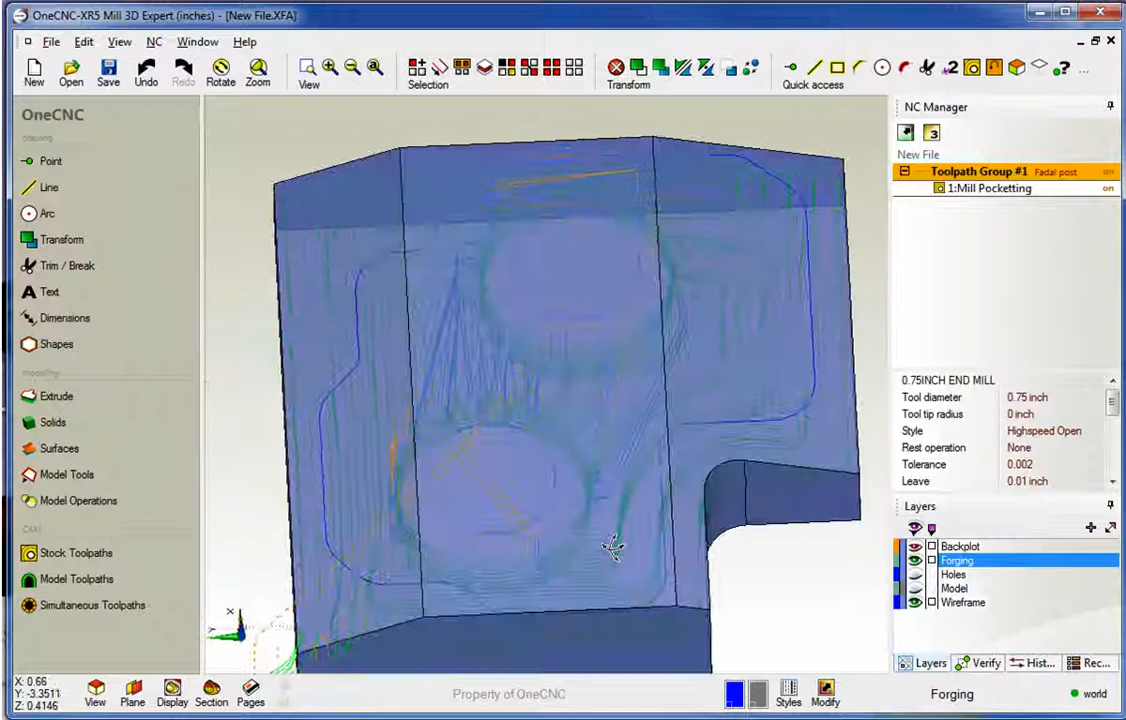 OneCNC-XR5 Mill 3D Expert (inches) - [New File.XFA]
File Edit View NC Window Help
New Open Save Undo Redo Rotate Zoom View Selection Transform Quick access ...
OneCNC
Point
Line
Arc
Transform
Trim / Break
Text
Dimensions
Shapes
Extrude
Solids
Surfaces
Model Tools
Model Operations
CAM
Stock Toolpaths
Model Toolpaths
Simultaneous Toolpaths
NC Manager
New File
Toolpath Group #1 Fadal post on
1:Mill Pocketting on
0.75INCH END MILL
Tool diameter 0.75 inch
Tool tip radius 0 inch
Style Highspeed Open
Rest operation None
Tolerance 0.002
Leave 0.01 inch
Layers
Backplot
Forging
Holes
Model
Wireframe
Layers Verify Hist... Rec...
X
X: 0.66
Y: -3.3511
Z: 0.4146
View Plane Display Section Pages
Property of OneCNC
Styles Modify
Forging
world